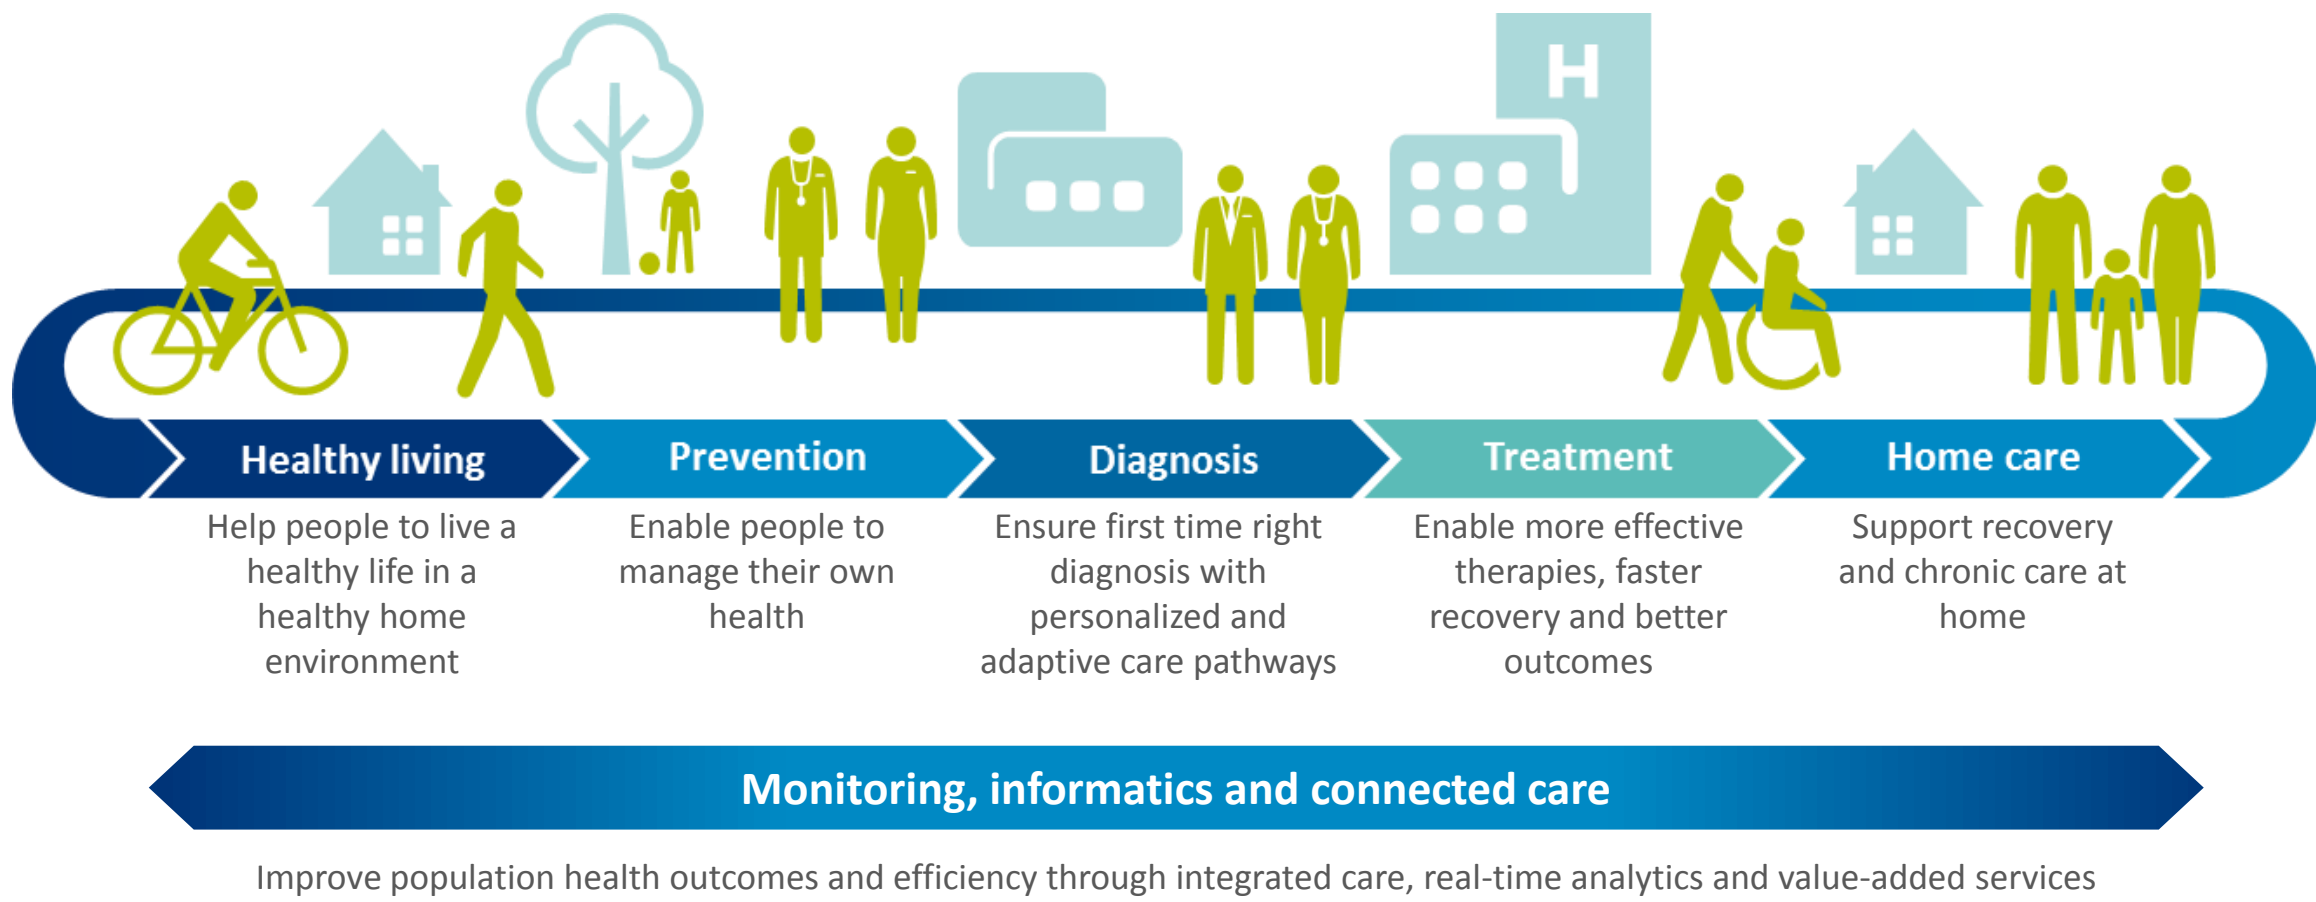 H
Healthy living
Prevention
Diagnosis
Treatment
Home care
Help people to live a
healthy life in a
healthy home
environment
Enable people to
manage their own
health
Ensure first time right
diagnosis with
personalized and
adaptive care pathways
Enable more effective
therapies, faster
recovery and better
outcomes
Support recovery
and chronic care at
home
Monitoring, informatics and connected care
Improve population health outcomes and efficiency through integrated care, real-time analytics and value-added services